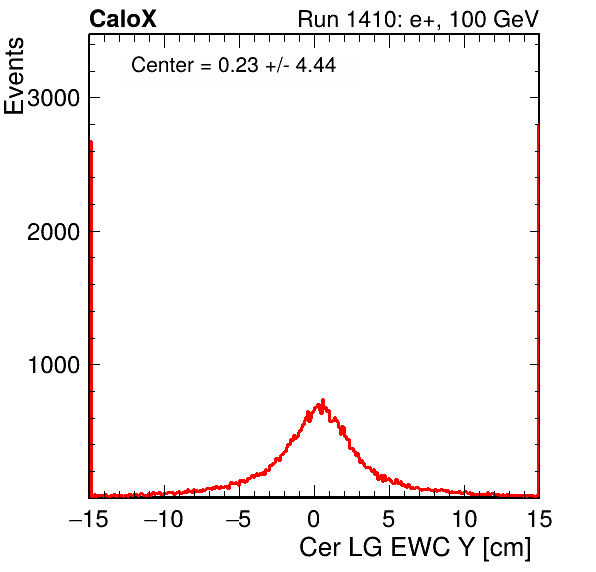 CaloX Run 1410: e+, 100 GeV
Center = 0.23 +/- 4.44
Events
3000
2000
1000
−15 −10 −5 0 5 10 15
Cer LG EWC Y [cm]